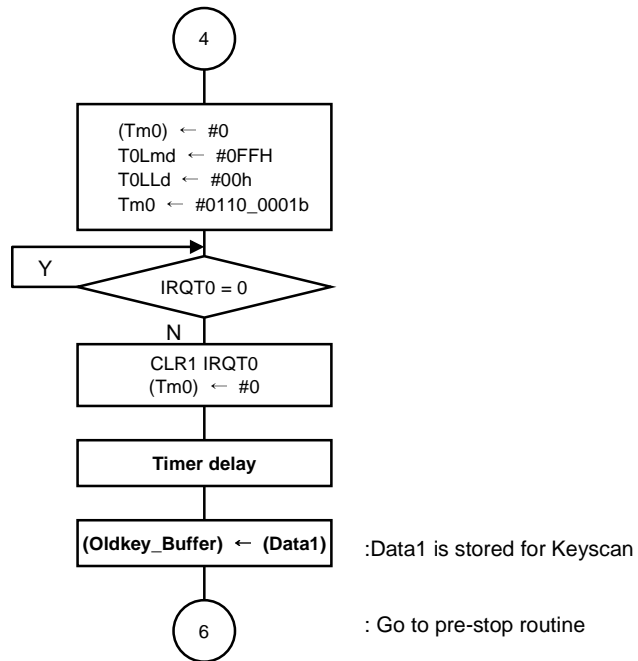 4
(Tm0) ← #0
T0Lmd ← #0FFH
T0LLd ← #00h
Tm0 ← #0110_0001b
Y
IRQT0 = 0
N
CLR1 IRQT0
(Tm0) ← #0
Timer delay
(Oldkey_Buffer) ← (Data1) :Data1 is stored for Keyscan
6 : Go to pre-stop routine